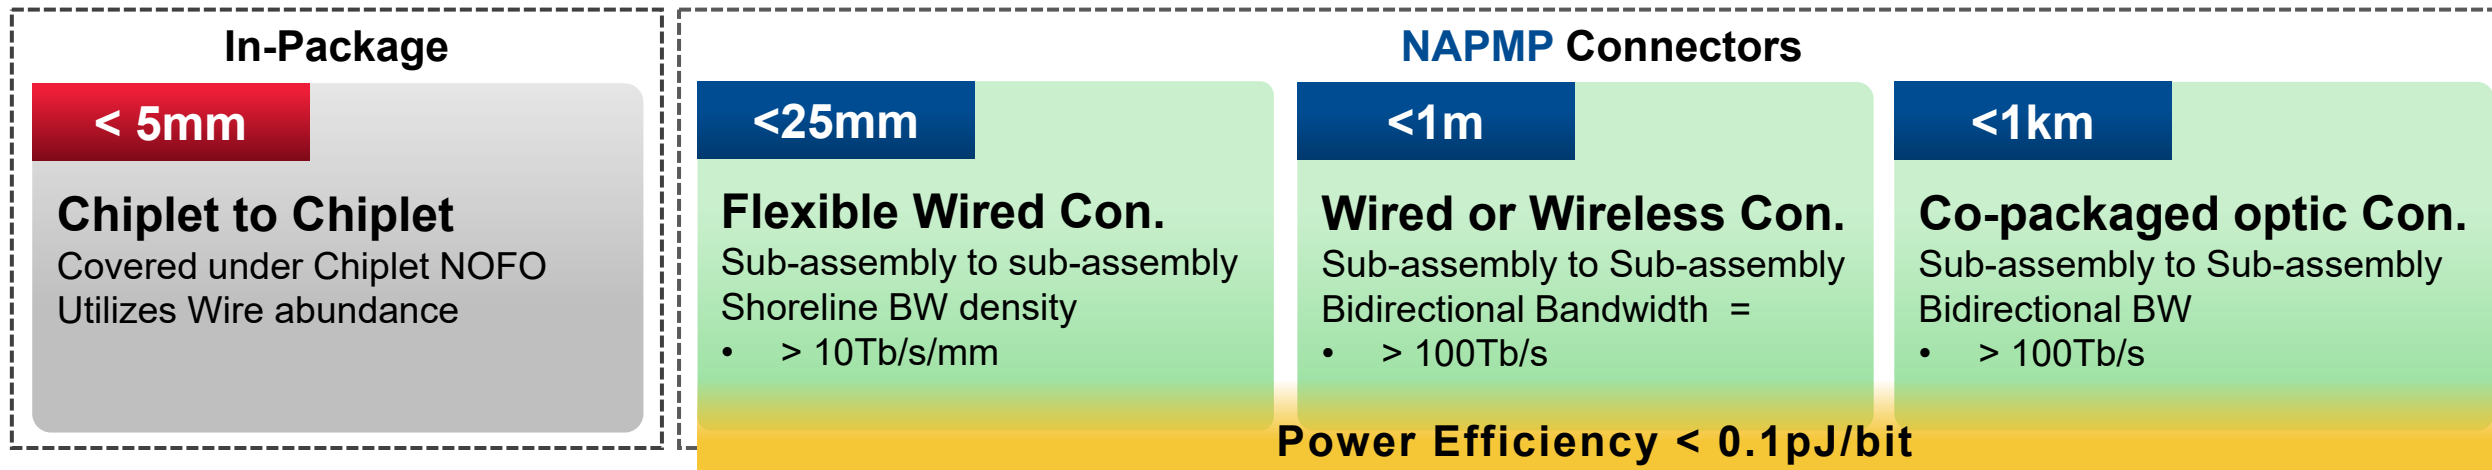 In-Package
< 5mm
Chiplet to Chiplet
Covered under Chiplet NOFO
Utilizes Wire abundance
NAPMP Connectors
<25mm
Flexible Wired Con.
Sub-assembly to sub-assembly
Shoreline BW density
• > 10Tb/s/mm
<1m
Wired or Wireless Con.
Sub-assembly to Sub-assembly
Bidirectional Bandwidth =
• > 100Tb/s
<1km
Co-packaged optic Con.
Sub-assembly to Sub-assembly
Bidirectional BW
• > 100Tb/s
Power Efficiency < 0.1pJ/bit